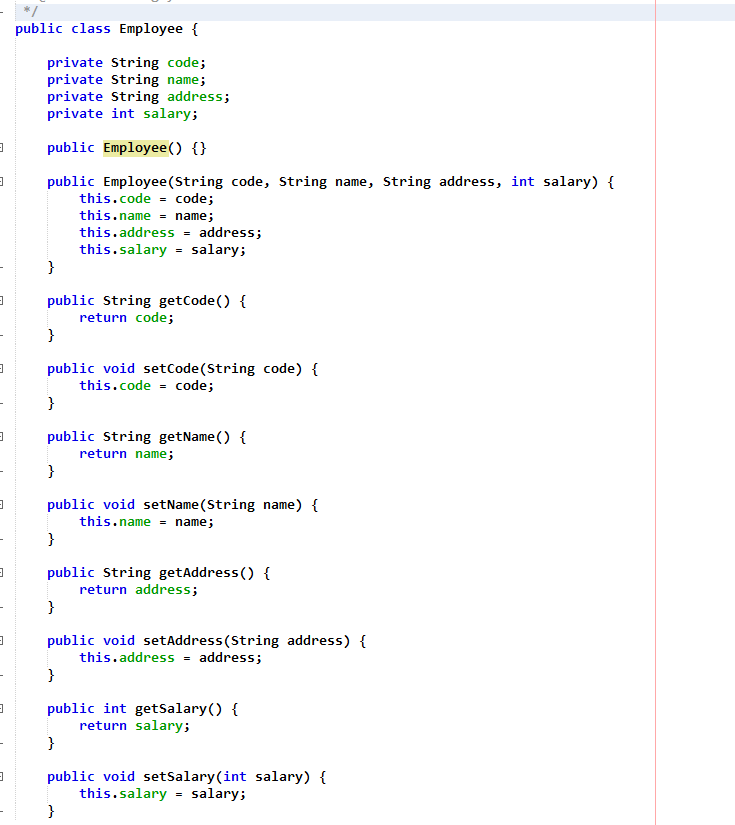 */
public class Employee {
private String code;
private String name;
private String address;
private int salary;
public Employee() {}
public Employee(String code, String name, String address, int salary) {
this.code = code;
this.name = name;
this.address = address;
this.salary = salary;
}
public String getCode() {
return code;
}
public void setCode(String code) {
this.code = code;
}
public String getName() {
return name;
}
public void setName(String name) {
this.name = name;
}
public String getAddress() {
return address;
}
public void setAddress(String address) {
this.address = address;
}
public int getSalary() {
return salary;
}
public void setSalary(int salary) {
this.salary = salary;
}